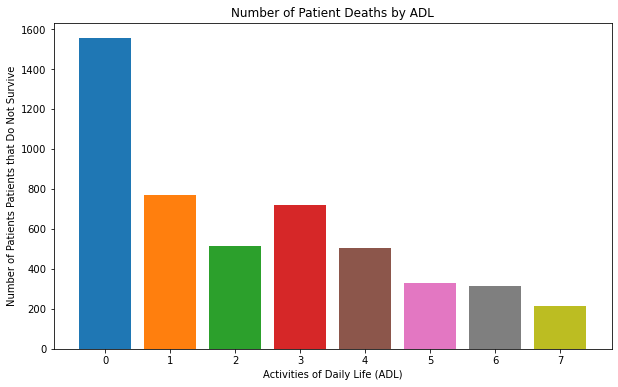 Number of Patient Deaths by ADL
Number of Patients Patients that Do Not Survive
1600
1400
1200
1000
800
600
400
200
0
0 1 2 3 4 5 6 7
Activities of Daily Life (ADL)